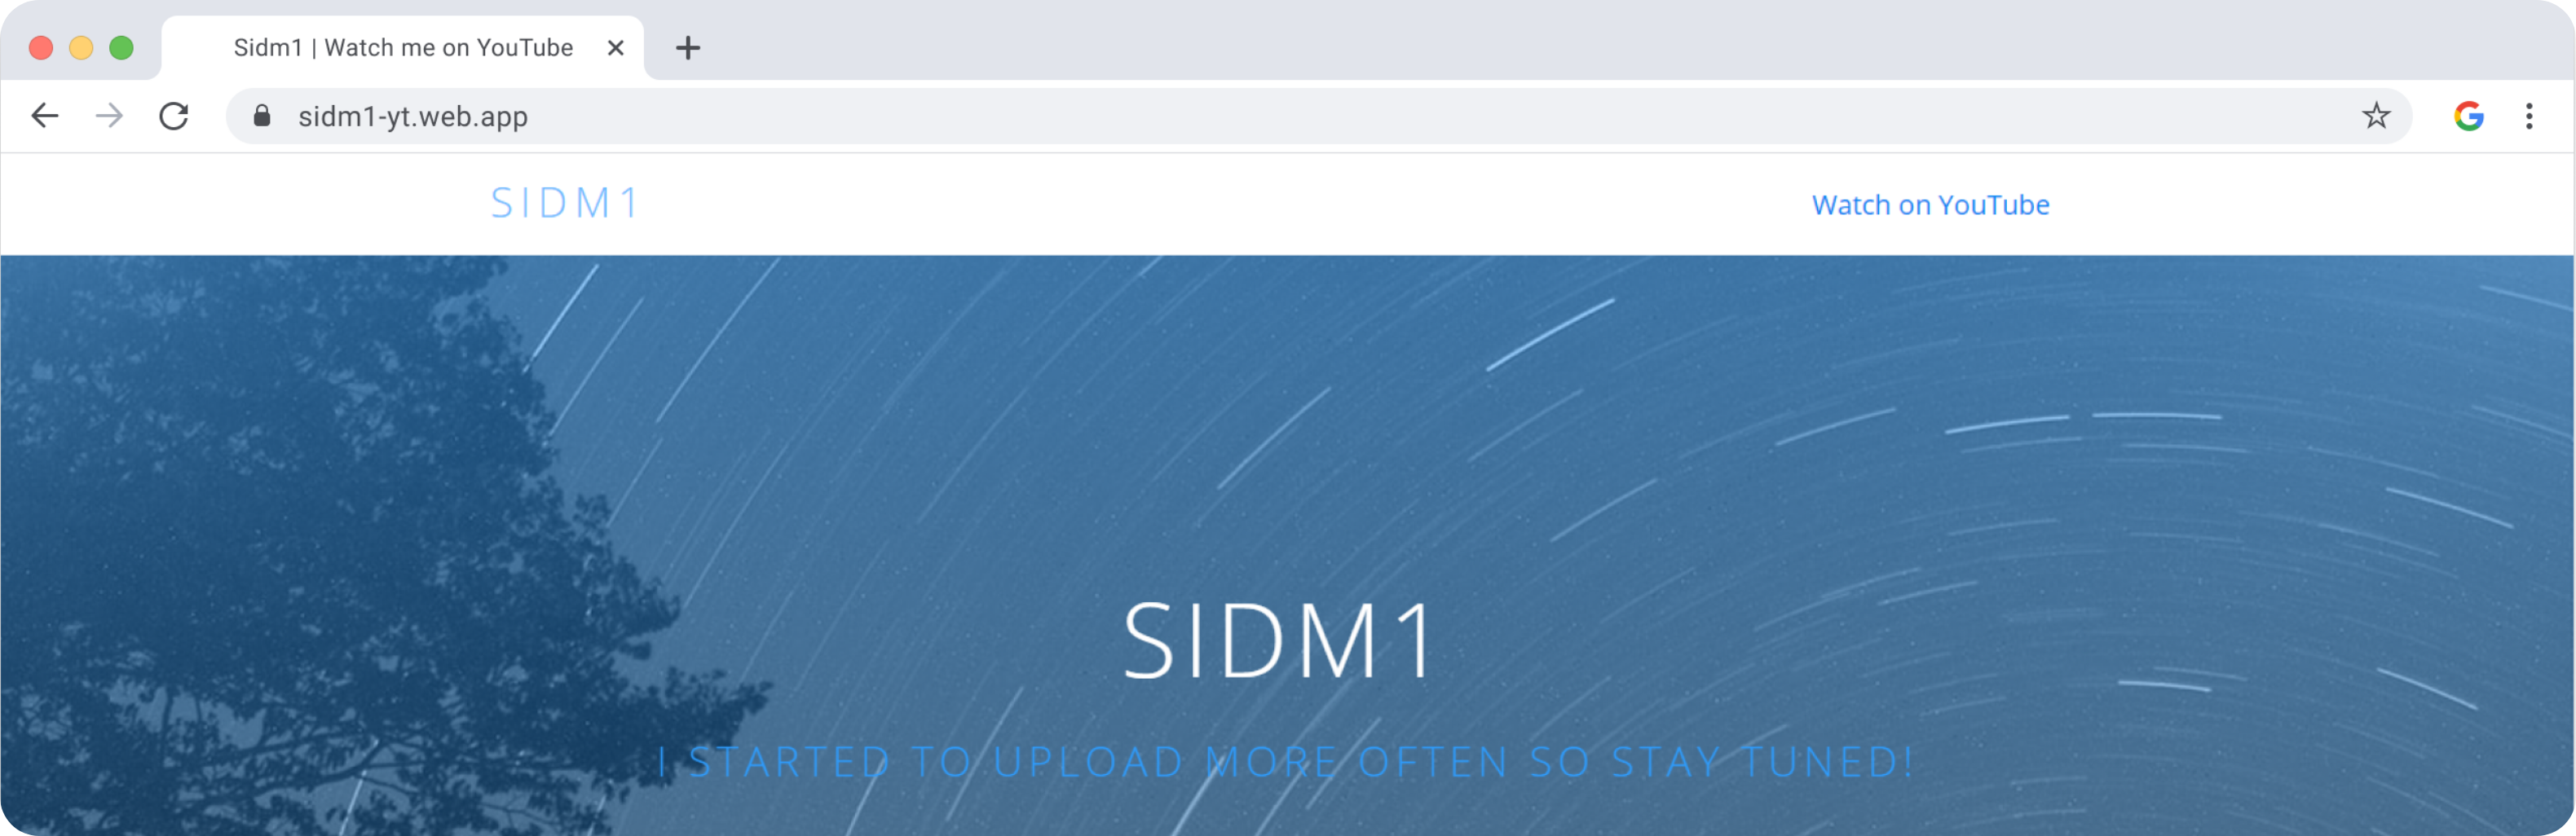 Sidm1 | Watch me on YouTube
sidm1-yt.web.app
SIDM1
Watch on YouTube
SIDM1
I STARTED TO UPLOAD MORE OFTEN SO STAY TUNED!